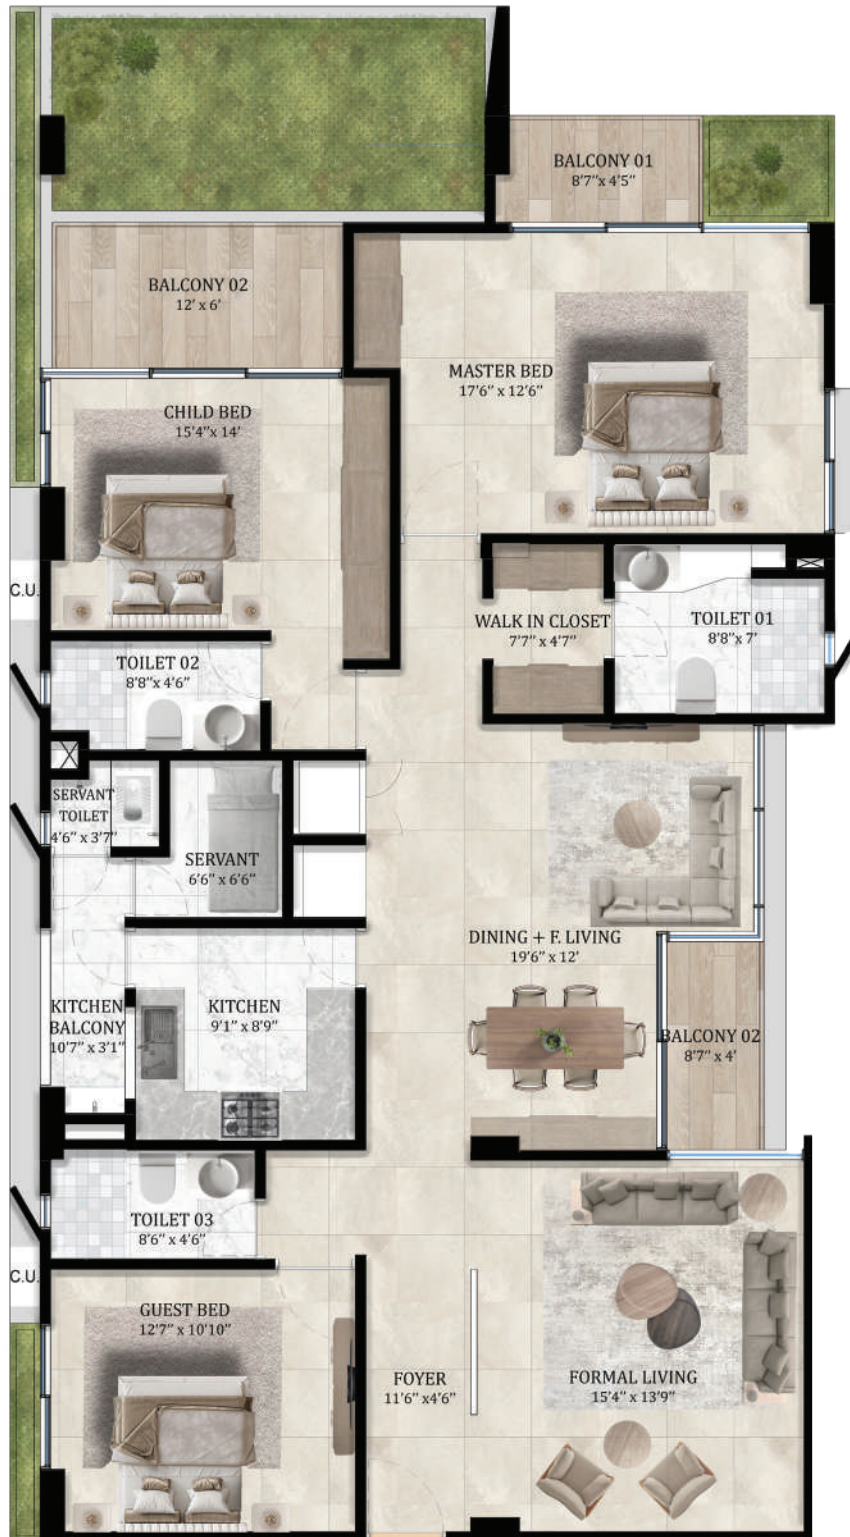 BALCONY 01
8'7"x 4'5"
BALCONY 02
12' x 6'
MASTER BED
17'6" x 12'6"
CHILD BED
15'4"x 14'
C.U.
WALK IN CLOSET
7'7" x 4'7"
TOILET 01
8'8"x 7'
TOILET 02
8'8"x 4'6"
SERVANT
TOILET
4'6" x 3'7"
SERVANT
6'6" x 6'6"
DINING + F. LIVING
19'6" x 12'
KITCHEN
BALCONY
10'7" x 3'1"
KITCHEN
9'1" x 8'9"
BALCONY 02
8'7" x 4'
TOILET 03
8'6" x 4'6"
C.U.
GUEST BED
12'7" x 10'10"
FOYER
11'6" x4'6"
FORMAL LIVING
15'4" x 13'9"